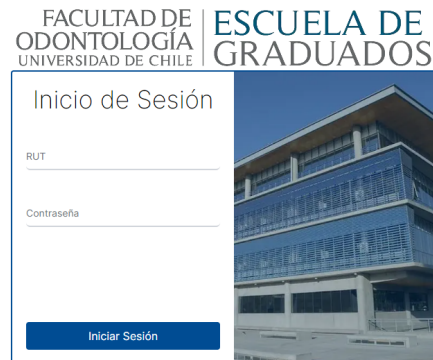 FACULTAD DE
ODONTOLOGÍA
UNIVERSIDAD DE CHILE
ESCUELA DE
GRADUADOS
Inicio de Sesión
RUT
Contraseña
Iniciar Sesión